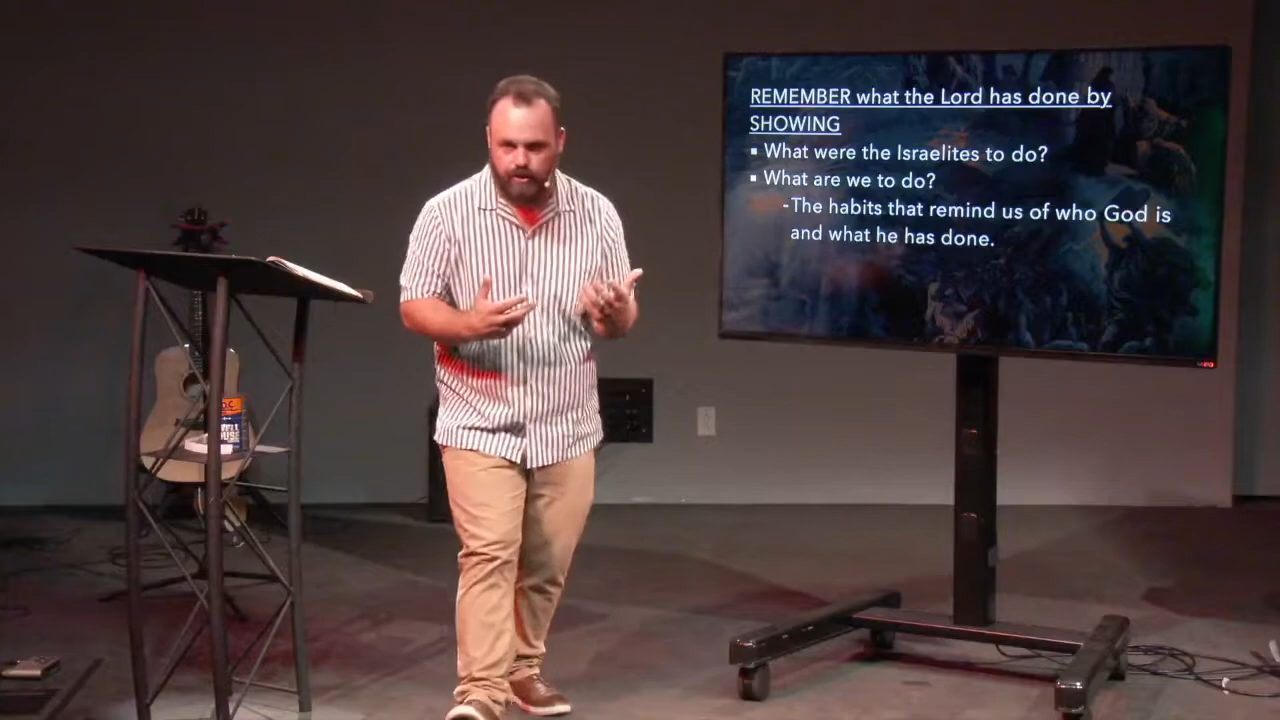 REMEMBER what the Lord has done by
SHOWING
▪ What were the Israelites to do?
▪ What are we to do?
-The habits that remind us of who God is
and what he has done.